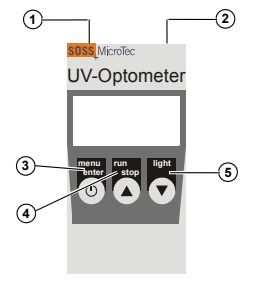 1
2
SÜSS MicroTec
UV-Optometer
menu
enter
run
stop
light
3
4
5